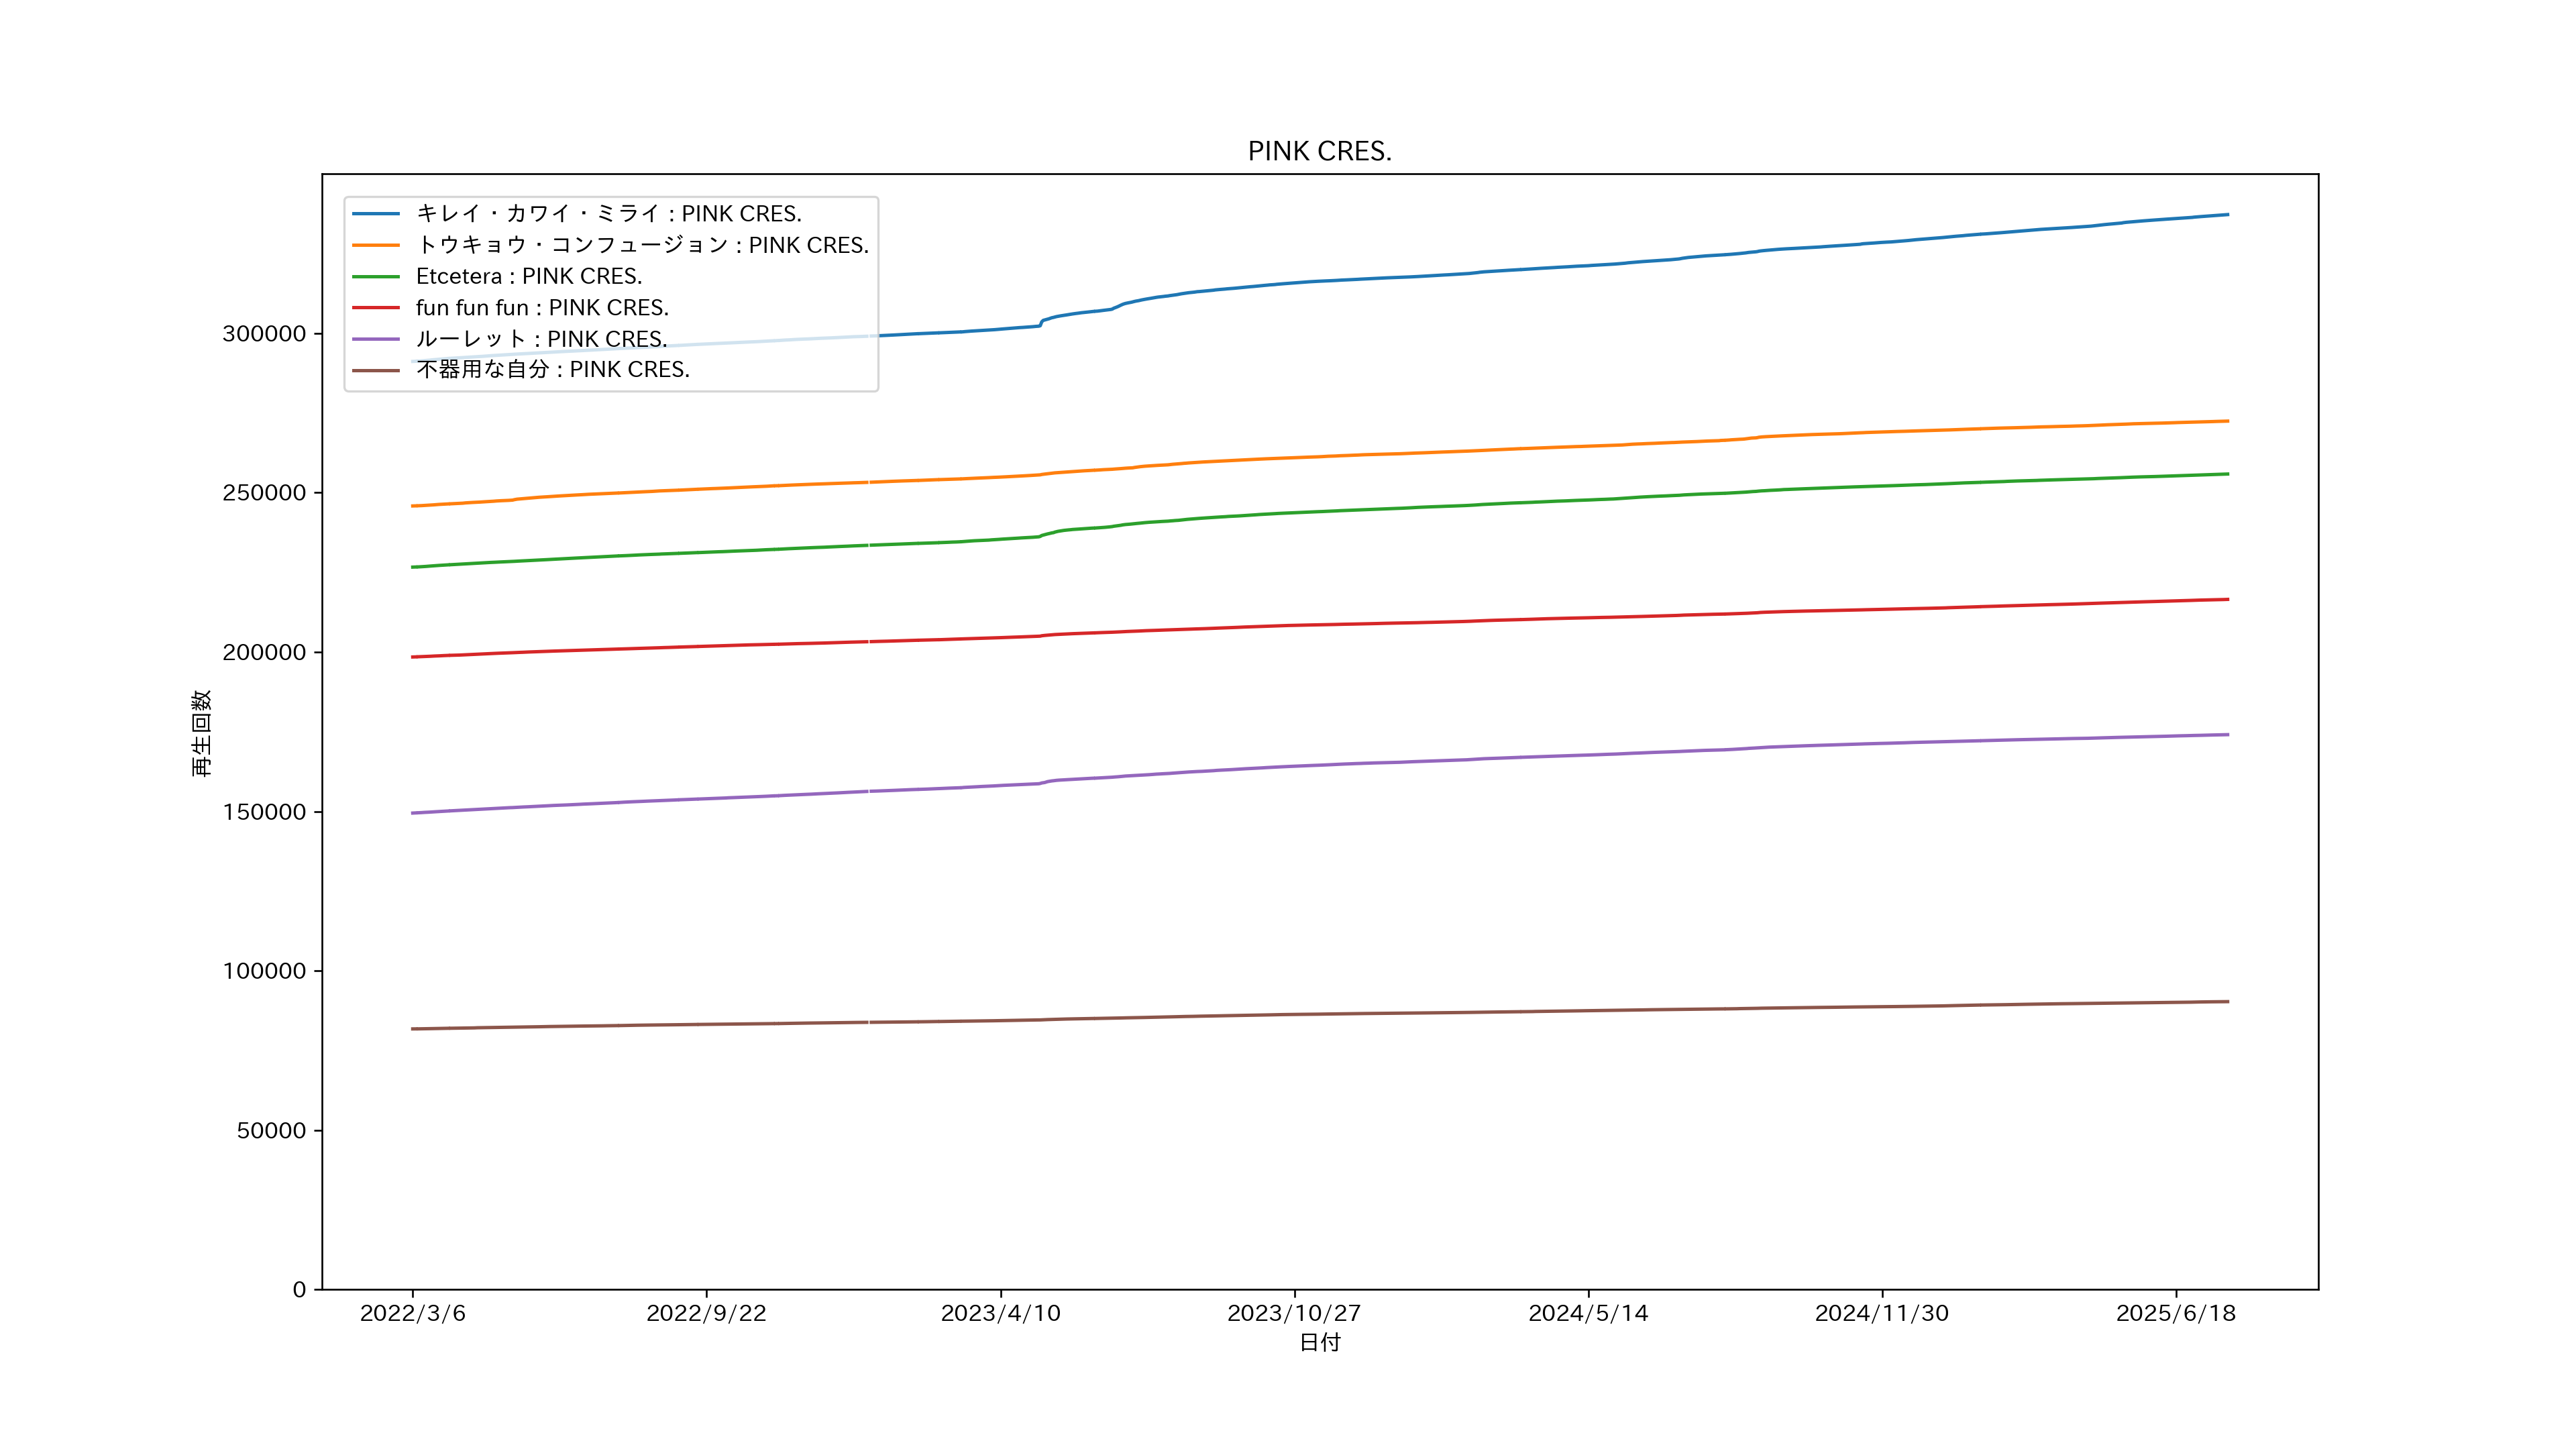 PINK CRES.
キレイ・カワイ・ミライ : PINK CRES.
トウキョウ・コンフュージョン : PINK CRES.
Etcetera : PINK CRES.
fun fun fun : PINK CRES.
ルーレット : PINK CRES.
不器用な自分 : PINK CRES.
再生回数
300000
250000
200000
150000
100000
50000
0
2022/3/6 2022/9/22 2023/4/10 2023/10/27 2024/5/14 2024/11/30 2025/6/18
日付